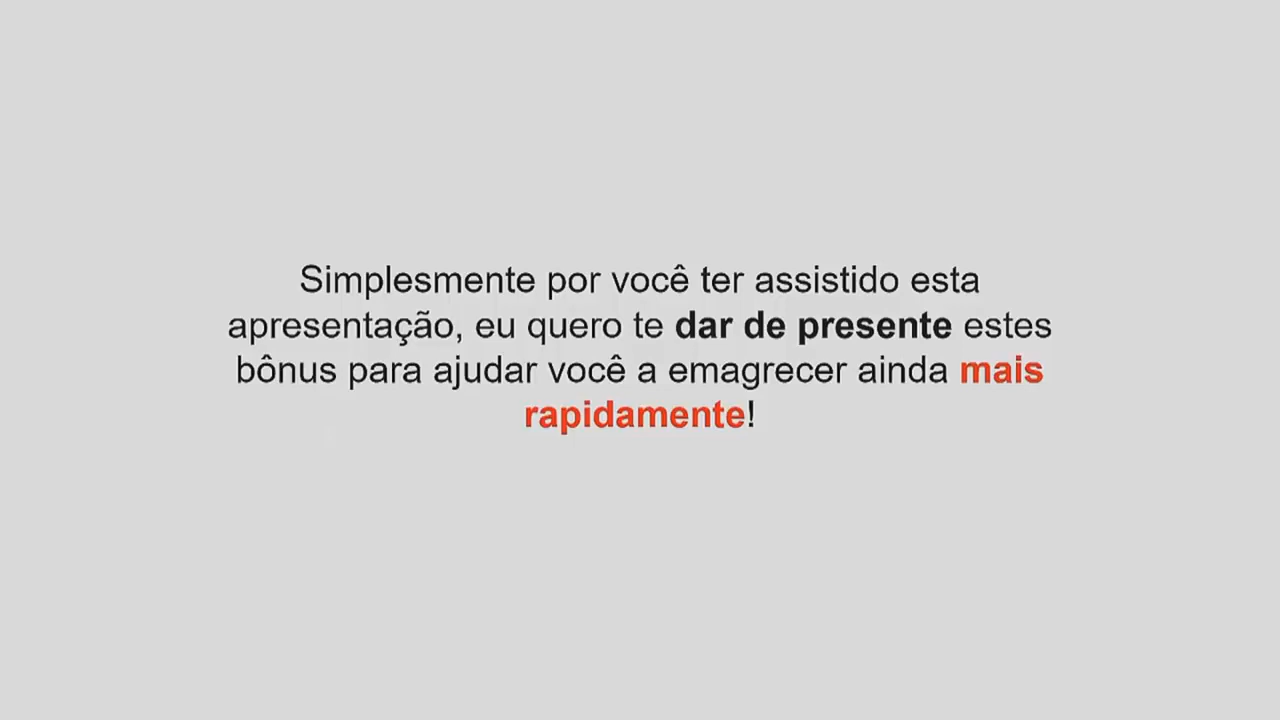 Simplesmente por você ter assistido esta
apresentação, eu quero te dar de presente estes
bônus para ajudar você a emagrecer ainda mais
rapidamente!